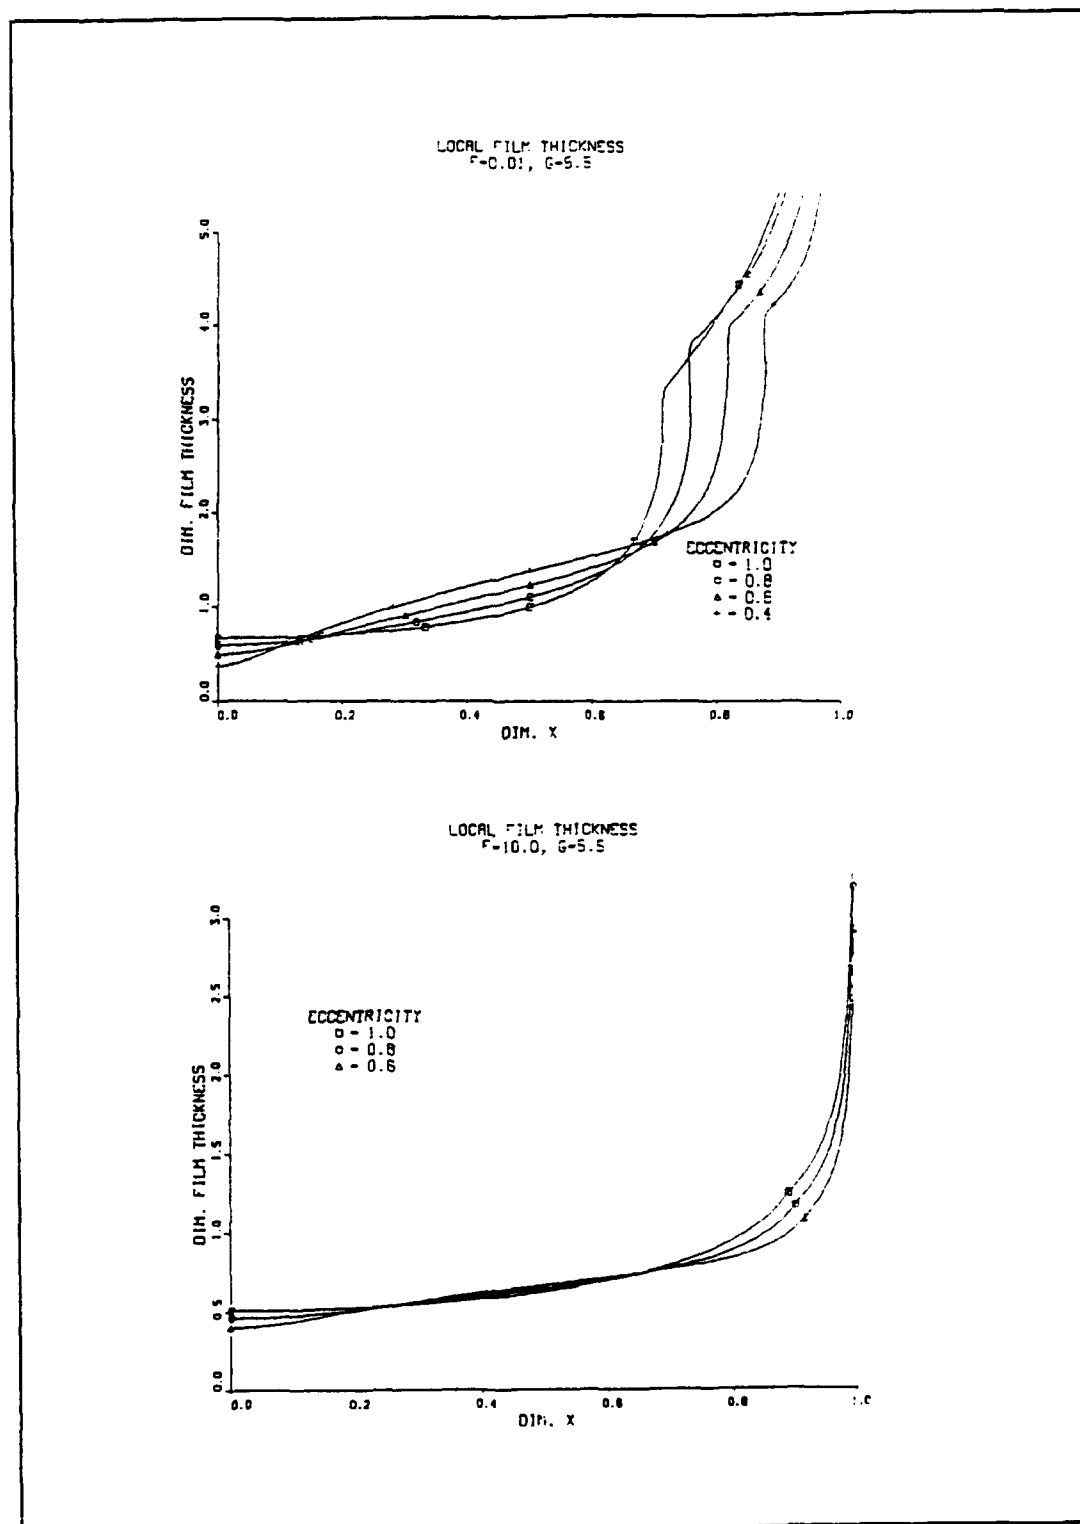 LOCAL FILM THICKNESS
F=0.01, G=5.5
DIM. FILM THICKNESS
5.0
4.0
3.0
2.0
1.0
0.0
ECCENTRICITY
- 1.0
- 0.8
- 0.6
- 0.4
0.0 0.2 0.4 0.6 0.8 1.0
DIM. X
LOCAL FILM THICKNESS
F=10.0, G=5.5
DIM. FILM THICKNESS
3.0
2.5
2.0
1.5
1.0
0.5
0.0
ECCENTRICITY
- 1.0
- 0.8
- 0.6
0.0 0.2 0.4 0.6 0.8 1.0
DIM. X